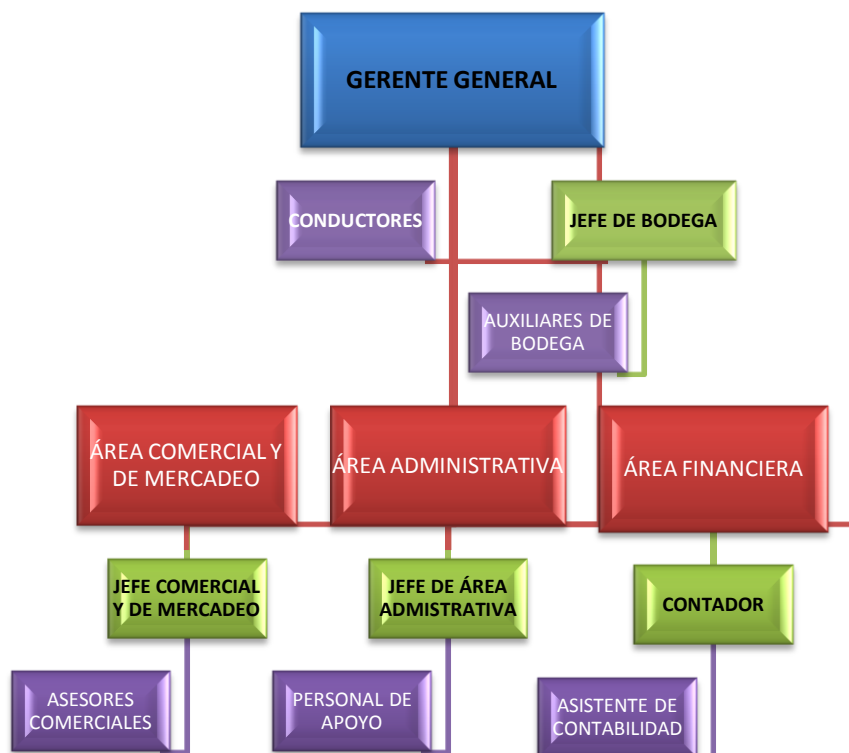 GERENTE GENERAL
CONDUCTORES
JEFE DE BODEGA
AUXILIARES DE
BODEGA
ÁREA COMERCIAL Y
DE MERCADEO
ÁREA ADMINISTRATIVA
ÁREA FINANCIERA
JEFE COMERCIAL
Y DE MERCADEO
JEFE DE ÁREA
ADMISTRATIVA
CONTADOR
ASESORES
COMERCIALES
PERSONAL DE
APOYO
ASISTENTE DE
CONTABILIDAD